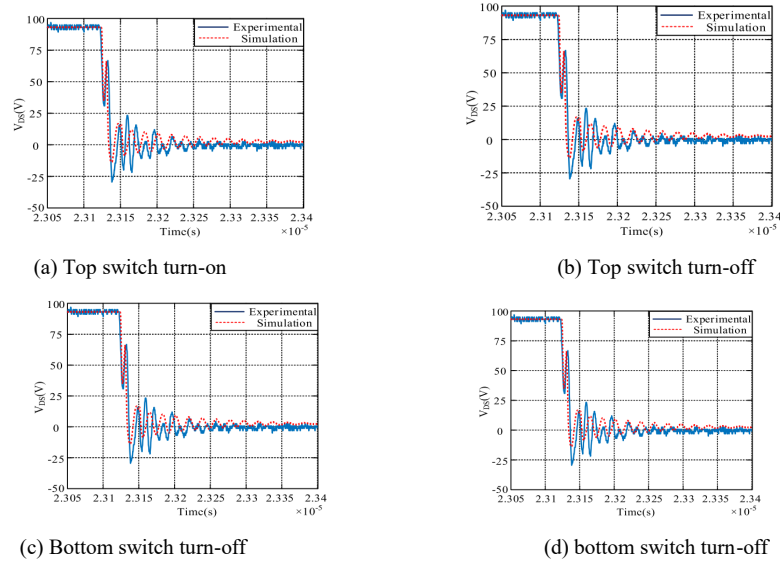 100
75
50
25
0
-25
-50
V_DS(V)
Experimental
Simulation
2.305 2.31 2.315 2.32 2.325 2.33 2.335 2.34
Time(s) ×10⁻⁵
(a) Top switch turn-on
100
75
50
25
0
-25
-50
V_DS(V)
Experimental
Simulation
2.305 2.31 2.315 2.32 2.325 2.33 2.335 2.34
Time(s) ×10⁻⁵
(b) Top switch turn-off
100
75
50
25
0
-25
-50
V_DS(V)
Experimental
Simulation
2.305 2.31 2.315 2.32 2.325 2.33 2.335 2.34
Time(s) ×10⁻⁵
(c) Bottom switch turn-off
100
75
50
25
0
-25
-50
V_DS(V)
Experimental
Simulation
2.305 2.31 2.315 2.32 2.325 2.33 2.335 2.34
Time(s) ×10⁻⁵
(d) bottom switch turn-off